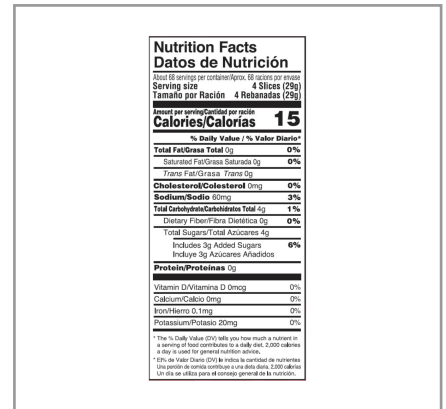 Nutrition Facts
Datos de Nutrición
About 68 servings per container/Aprox. 68 racions por envase
Serving size 4 Slices (29g)
Tamaño por Ración 4 Rebanadas (29g)
Amount per serving/Cantidad por ración
Calories/Calorías 15
% Daily Value / % Valor Diario*
Total Fat/Grasa Total 0g 0%
Saturated Fat/Grasa Saturada 0g 0%
Trans Fat/Grasa Trans 0g
Cholesterol/Colesterol 0mg 0%
Sodium/Sodio 60mg 3%
Total Carbohydrate/Carbohidratos Total 4g 1%
Dietary Fiber/Fibra Dietética 0g 0%
Total Sugars/Total Azúcares 4g
Includes 3g Added Sugars 6%
Incluye 3g Azúcares Añadidos
Protein/Proteínas 0g
Vitamin D/Vitamina D 0mcg 0%
Calcium/Calcio 0mg 0%
Iron/Hierro 0.1mg 0%
Potassium/Potasio 20mg 0%
* The % Daily Value (DV) tells you how much a nutrient in
a serving of food contributes to a daily diet. 2,000 calories
a day is used for general nutrition advice.
* El% de Valor Diario (DV) le indica la cantidad de nutrientes
Una porción de comida contribuye a una dieta diaria. 2,000 calorías
Un día se utiliza para el consejo general de la nutrición.